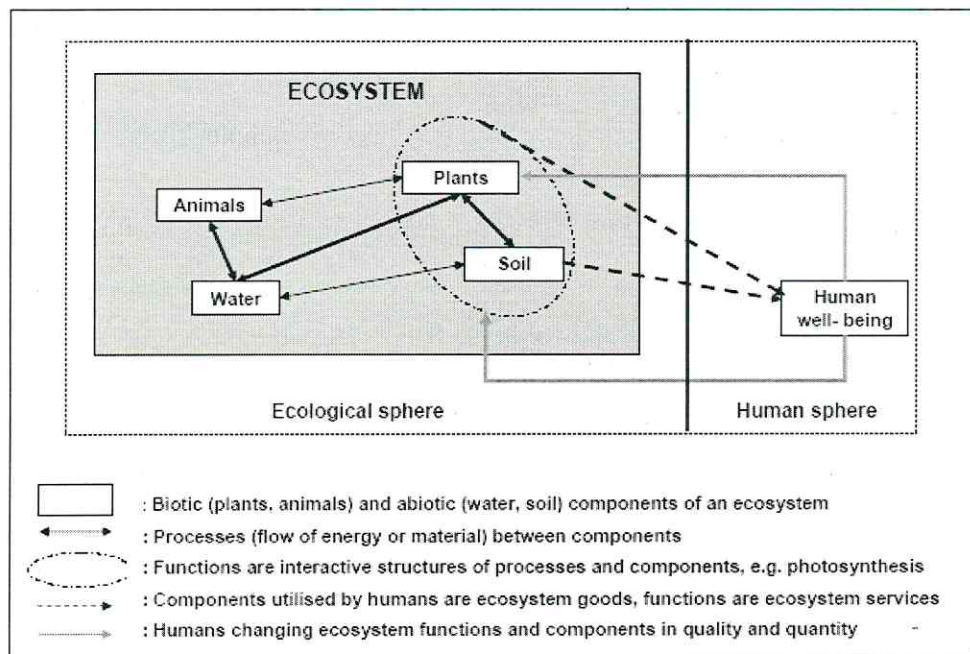 ECOSYSTEM
Plants
Animals
Soil
Water
Human
well- being
Ecological sphere
Human sphere
: Biotic (plants, animals) and abiotic (water, soil) components of an ecosystem
: Processes (flow of energy or material) between components
: Functions are interactive structures of processes and components, e.g. photosynthesis
: Components utilised by humans are ecosystem goods, functions are ecosystem services
: Humans changing ecosystem functions and components in quality and quantity